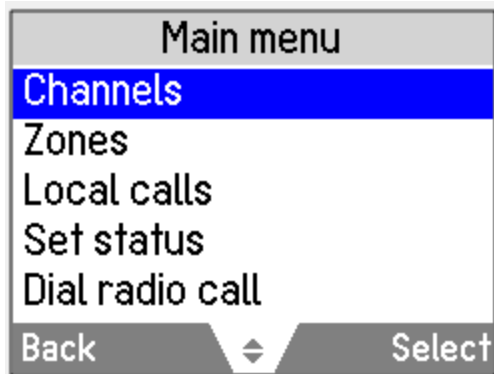 Main menu
Channels
Zones
Local calls
Set status
Dial radio call
Back Select